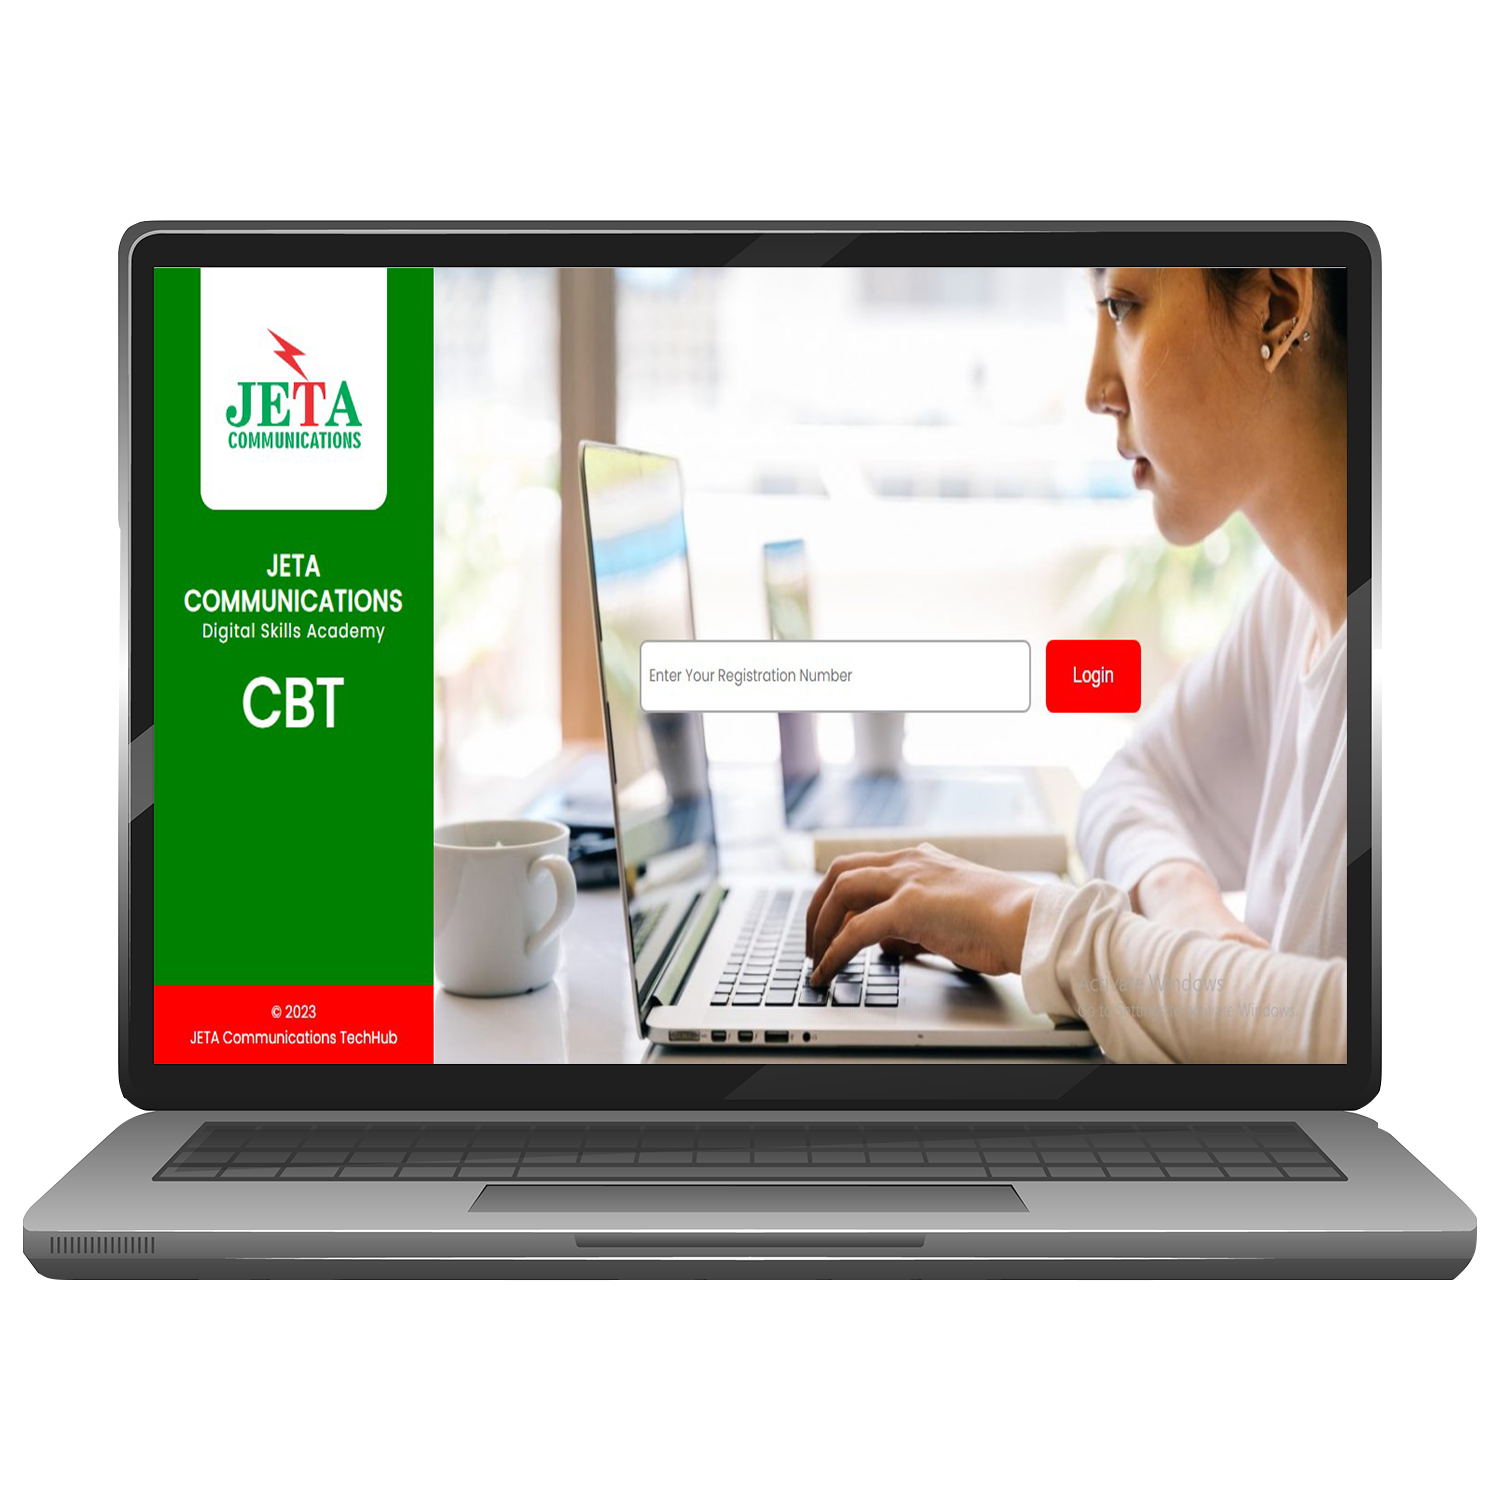 JETA
COMMUNICATIONS
JETA
COMMUNICATIONS
Digital Skills Academy
CBT
© 2023
JETA Communications TechHub
Enter Your Registration Number
Login
Activate Windows
Go to Settings to activate Windows.